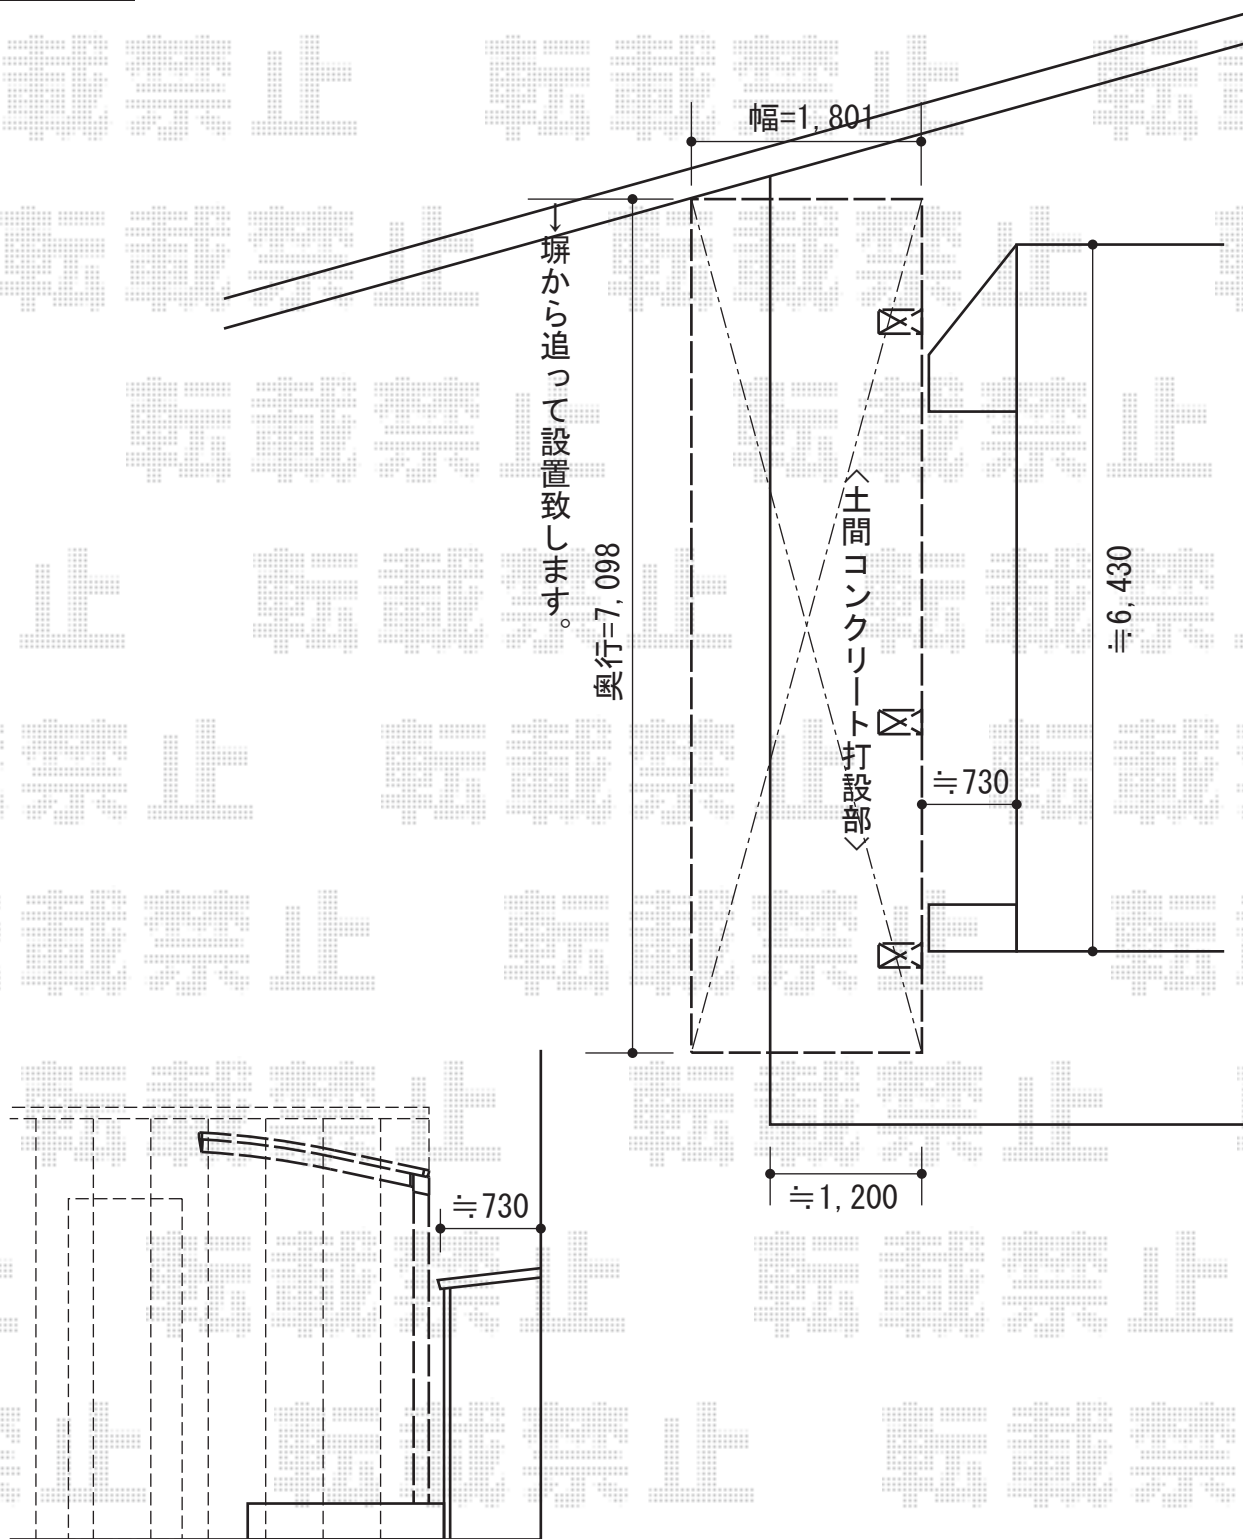 幅=1,801
↓塀から追って設置致します。
奥行=7,098
〈土間コンクリート打設部〉
≒6,430
≒730
≒1,200
≒730
転載禁止